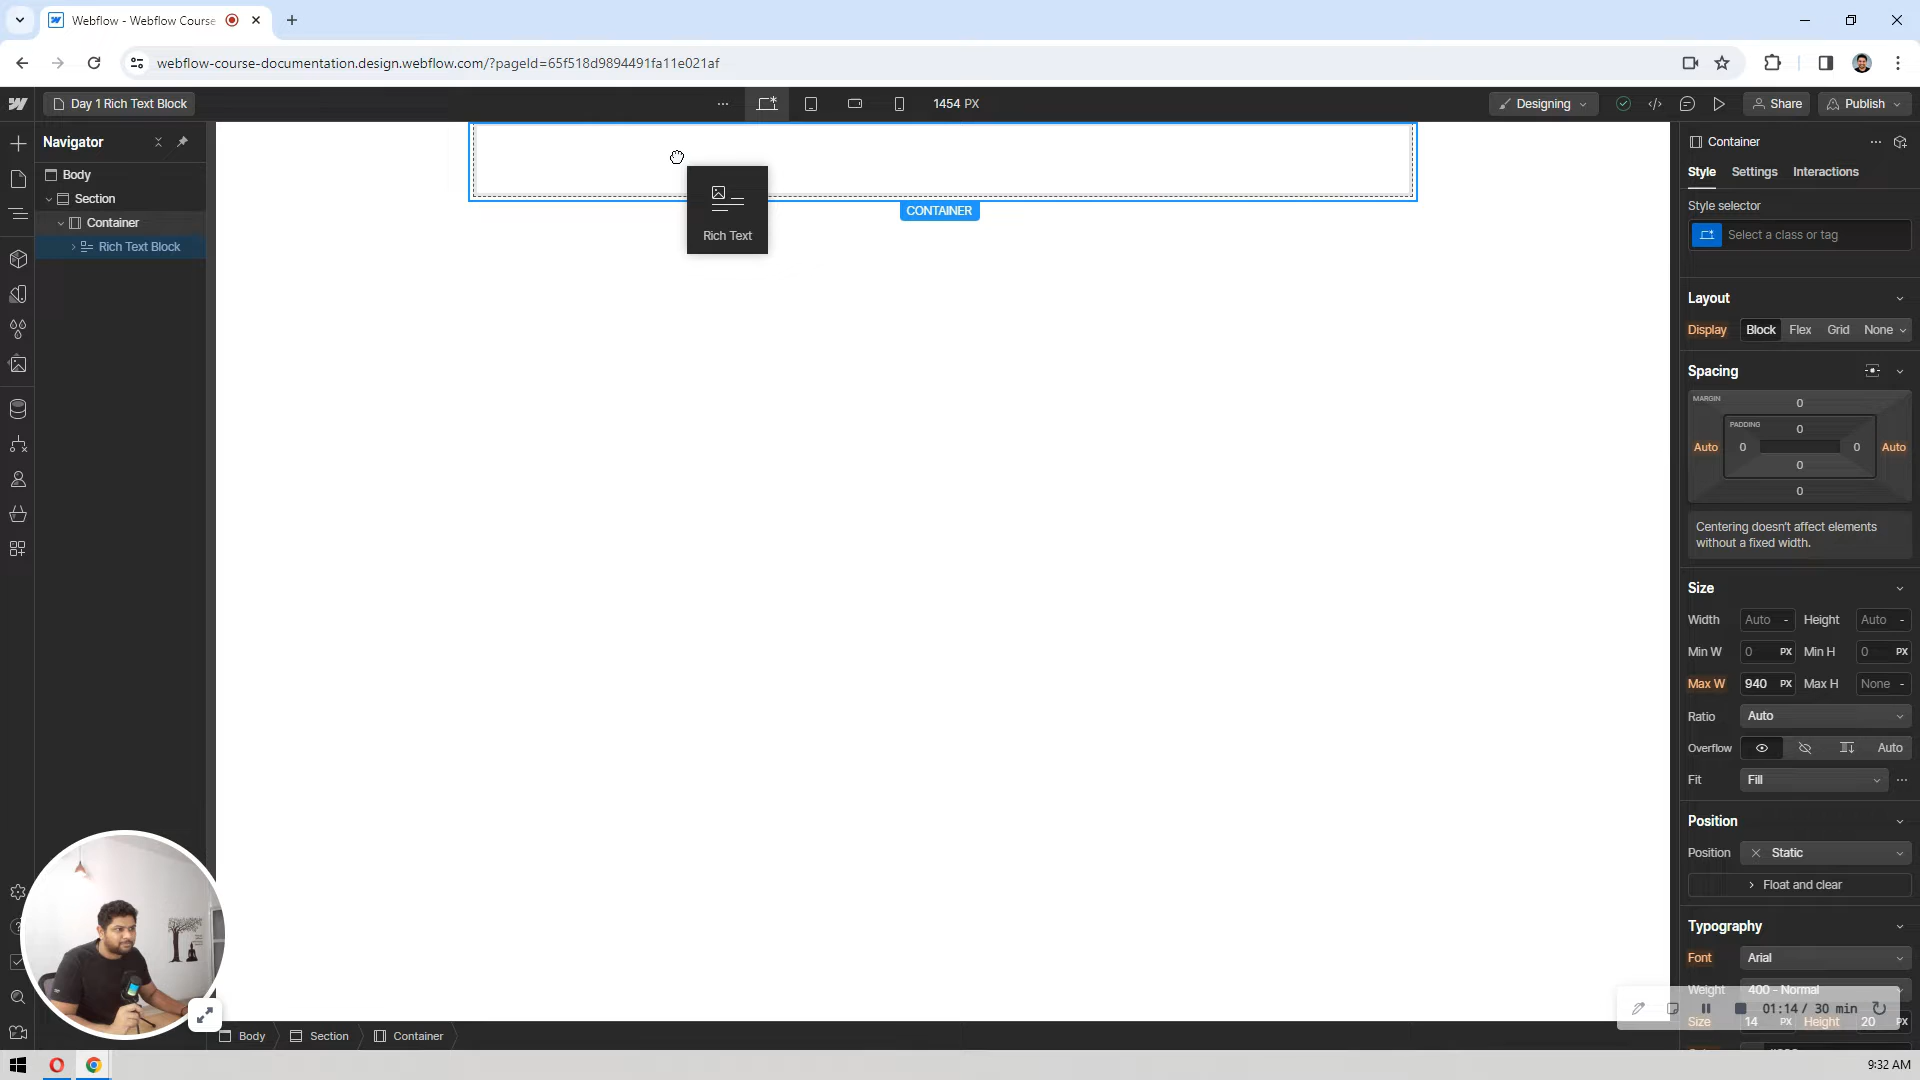 Webflow - Webflow Course
webflow-course-documentation.design.webflow.com/?pageId=65f518d9894491fa11e021af
Day 1 Rich Text Block
1454 PX
Designing
Share
Publish
Navigator
Body
Section
Container
Rich Text Block
Rich Text
CONTAINER
Container
Style Settings Interactions
Style selector
Select a class or tag
Layout
Display Block Flex Grid None
Spacing
MARGIN
0
PADDING
0
Auto 0 0 Auto
0
0
Centering doesn't affect elements
without a fixed width.
Size
Width Auto - Height Auto -
Min W 0 PX Min H 0 PX
Max W 940 PX Max H None -
Ratio Auto
Overflow Auto
Fit Fill
Position
Position Static
Float and clear
Typography
Font Arial
Weight 400 - Normal
01:14 / 30 min
Size 14 PX Height 20 PX
Body Section Container
9:32 AM